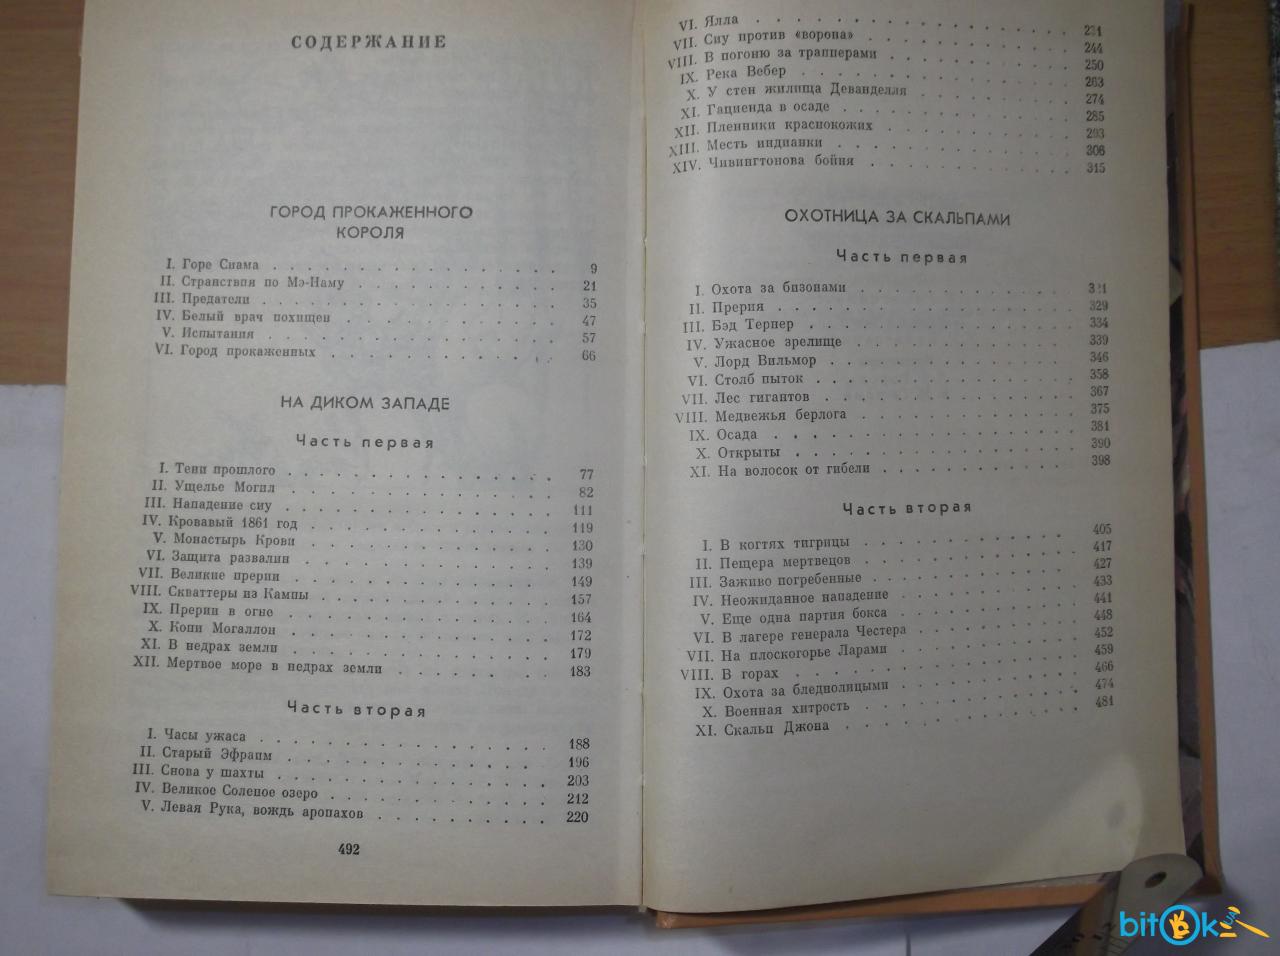 СОДЕРЖАНИЕ
ГОРОД ПРОКАЖЕННОГО
КОРОЛЯ
I. Горе Сиама . . . . . . . . . . . . . . . 9
II. Странствия по Мэ-Наму . . . . . . . . . . . 21
III. Предатели . . . . . . . . . . . . . . . 35
IV. Белый врач похищен . . . . . . . . . . . 47
V. Испытания . . . . . . . . . . . . . . . 57
VI. Город прокаженных . . . . . . . . . . . 66
НА ДИКОМ ЗАПАДЕ
Часть первая
I. Тени прошлого . . . . . . . . . . . . . 77
II. Ущелье Могил . . . . . . . . . . . . . 82
III. Нападение сиу . . . . . . . . . . . . . 111
IV. Кровавый 1861 год . . . . . . . . . . . 119
V. Монастырь Крови . . . . . . . . . . . 130
VI. Защита развалин . . . . . . . . . . . 139
VII. Великие прерии . . . . . . . . . . . 149
VIII. Скваттеры из Кампы . . . . . . . . . . 157
IX. Прерии в огне . . . . . . . . . . . . 164
X. Копи Могаллон . . . . . . . . . . . . 172
XI. В недрах земли . . . . . . . . . . . 179
XII. Мертвое море в недрах земли . . . . . . . 183
Часть вторая
I. Часы ужаса . . . . . . . . . . . . . 188
II. Старый Эфраим . . . . . . . . . . . . 196
III. Снова у шахты . . . . . . . . . . . . 203
IV. Великое Соленое озеро . . . . . . . . . . 212
V. Левая Рука, вождь аропахов . . . . . . . . 220
492
VI. Ялла . . . . . . . . . . . . . . . 231
VII. Сиу против «ворона» . . . . . . . . . . 244
VIII. В погоню за трапперами . . . . . . . . . 250
IX. Река Вебер . . . . . . . . . . . . . 263
X. У стен жилища Деванделля . . . . . . . . 274
XI. Гациенда в осаде . . . . . . . . . . . 285
XII. Пленники краснокожих . . . . . . . . . 293
XIII. Месть индианки . . . . . . . . . . . 306
XIV. Чивингтонова бойня . . . . . . . . . . 315
ОХОТНИЦА ЗА СКАЛЬПАМИ
Часть первая
I. Охота за бизонами . . . . . . . . . . . 321
II. Прерия . . . . . . . . . . . . . . . 329
III. Бэд Тернер . . . . . . . . . . . . . 334
IV. Ужасное зрелище . . . . . . . . . . . 339
V. Лорд Вильмор . . . . . . . . . . . . 346
VI. Столб пыток . . . . . . . . . . . . . 358
VII. Лес гигантов . . . . . . . . . . . . 367
VIII. Медвежья берлога . . . . . . . . . . . 375
IX. Осада . . . . . . . . . . . . . . . 381
X. Открыты . . . . . . . . . . . . . . 390
XI. На волосок от гибели . . . . . . . . . . 398
Часть вторая
I. В когтях тигрицы . . . . . . . . . . . 405
II. Пещера мертвецов . . . . . . . . . . . 417
III. Заживо погребенные . . . . . . . . . . 427
IV. Неожиданное нападение . . . . . . . . . 433
V. Еще одна партия бокса . . . . . . . . . 441
VI. В лагере генерала Честера . . . . . . . . 448
VII. На плоскогорье Ларами . . . . . . . . . 452
VIII. В горах . . . . . . . . . . . . . . 459
IX. Охота за бледнолицыми . . . . . . . . . 466
X. Военная хитрость . . . . . . . . . . . 474
XI. Скальп Джона . . . . . . . . . . . . 481
bitOk.UA